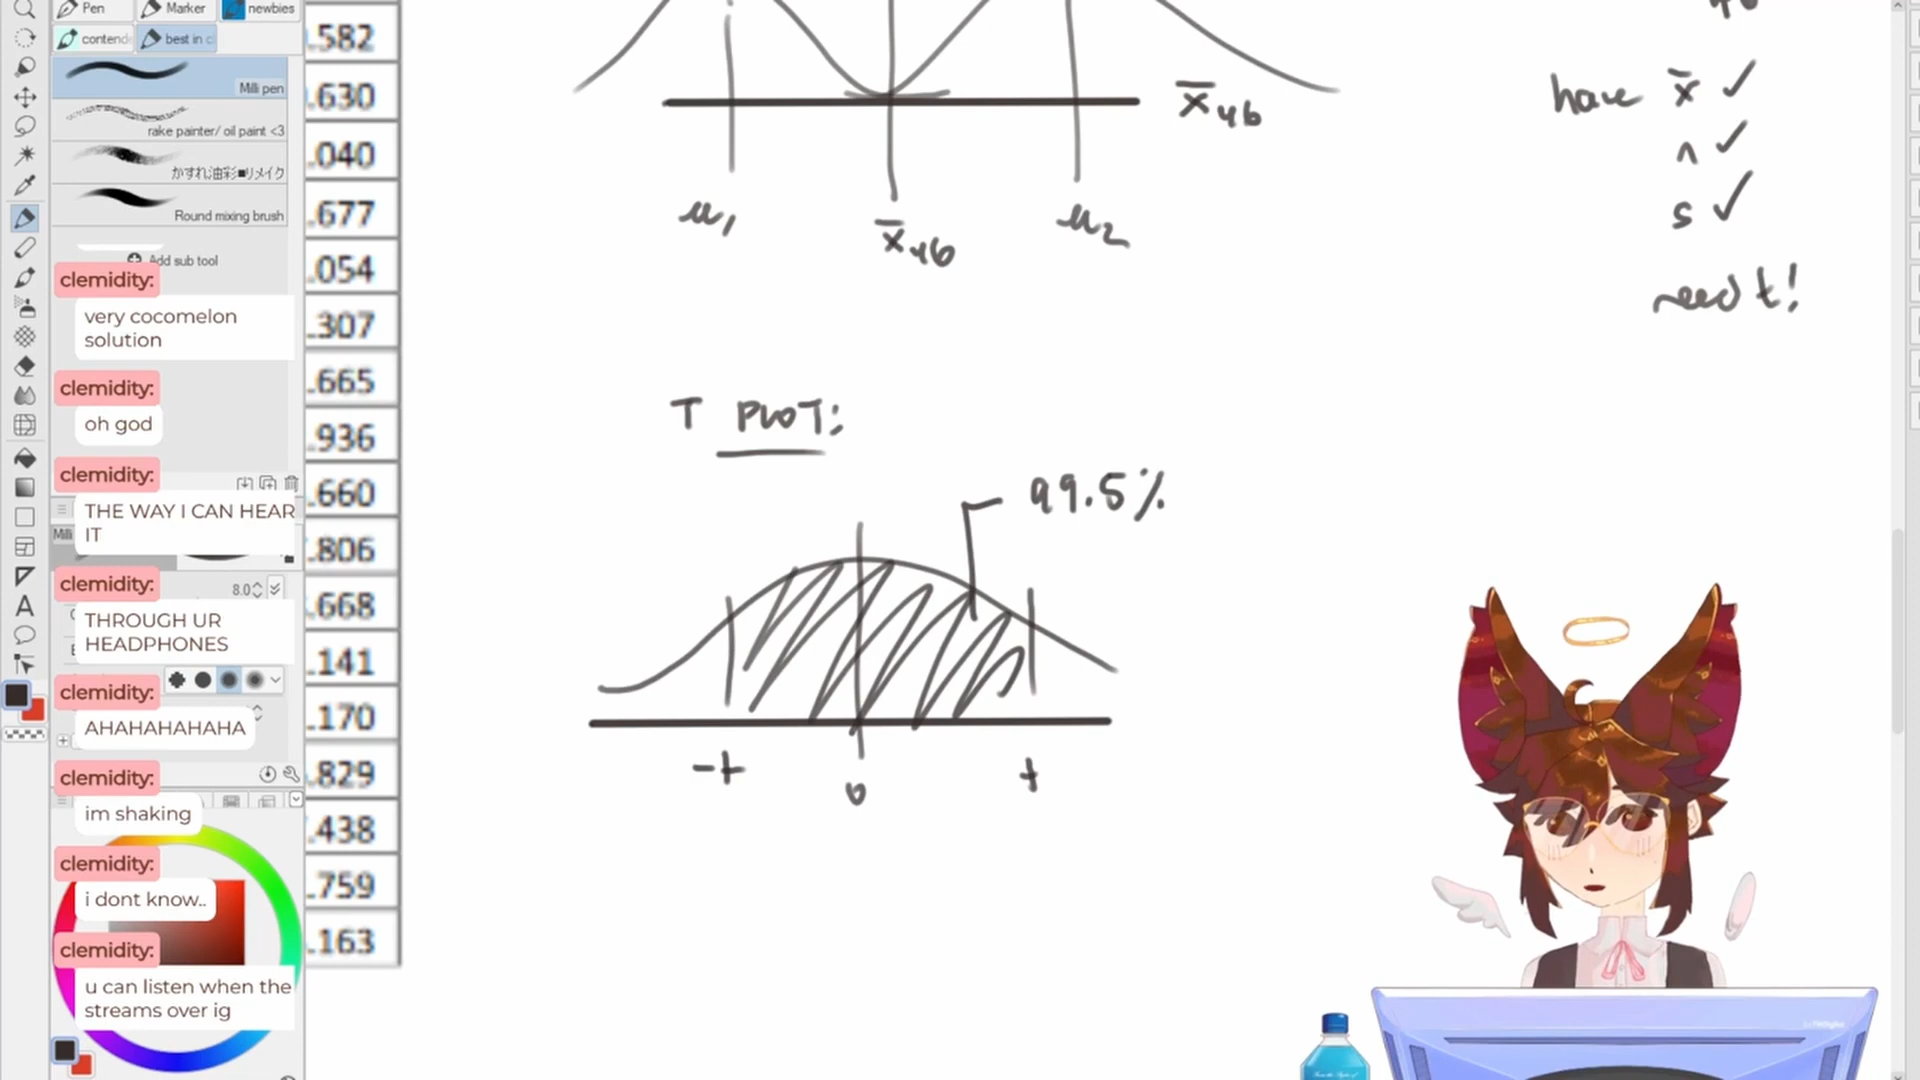 Pen
Marker
newbies
contend
best in c
Milli pen
rake painter/ oil paint <3
かすれ油彩■リメイク
Round mixing brush
Add sub tool
clemidity:
very cocomelon
solution
clemidity:
oh god
clemidity:
THE WAY I CAN HEAR
IT
Milli
8.0
clemidity:
THROUGH UR
HEADPHONES
clemidity:
AHAHAHAHAHA
clemidity:
im shaking
clemidity:
i dont know..
clemidity:
u can listen when the
streams over ig
.582
.630
.040
.677
.054
.307
.665
.936
.660
.806
.668
.141
.170
.829
.438
.759
.163
x̄46
μ1
x̄46
μ2
have x̄ ✓
n ✓
s ✓
need t!
T PLOT:
99.5%
-t
0
t